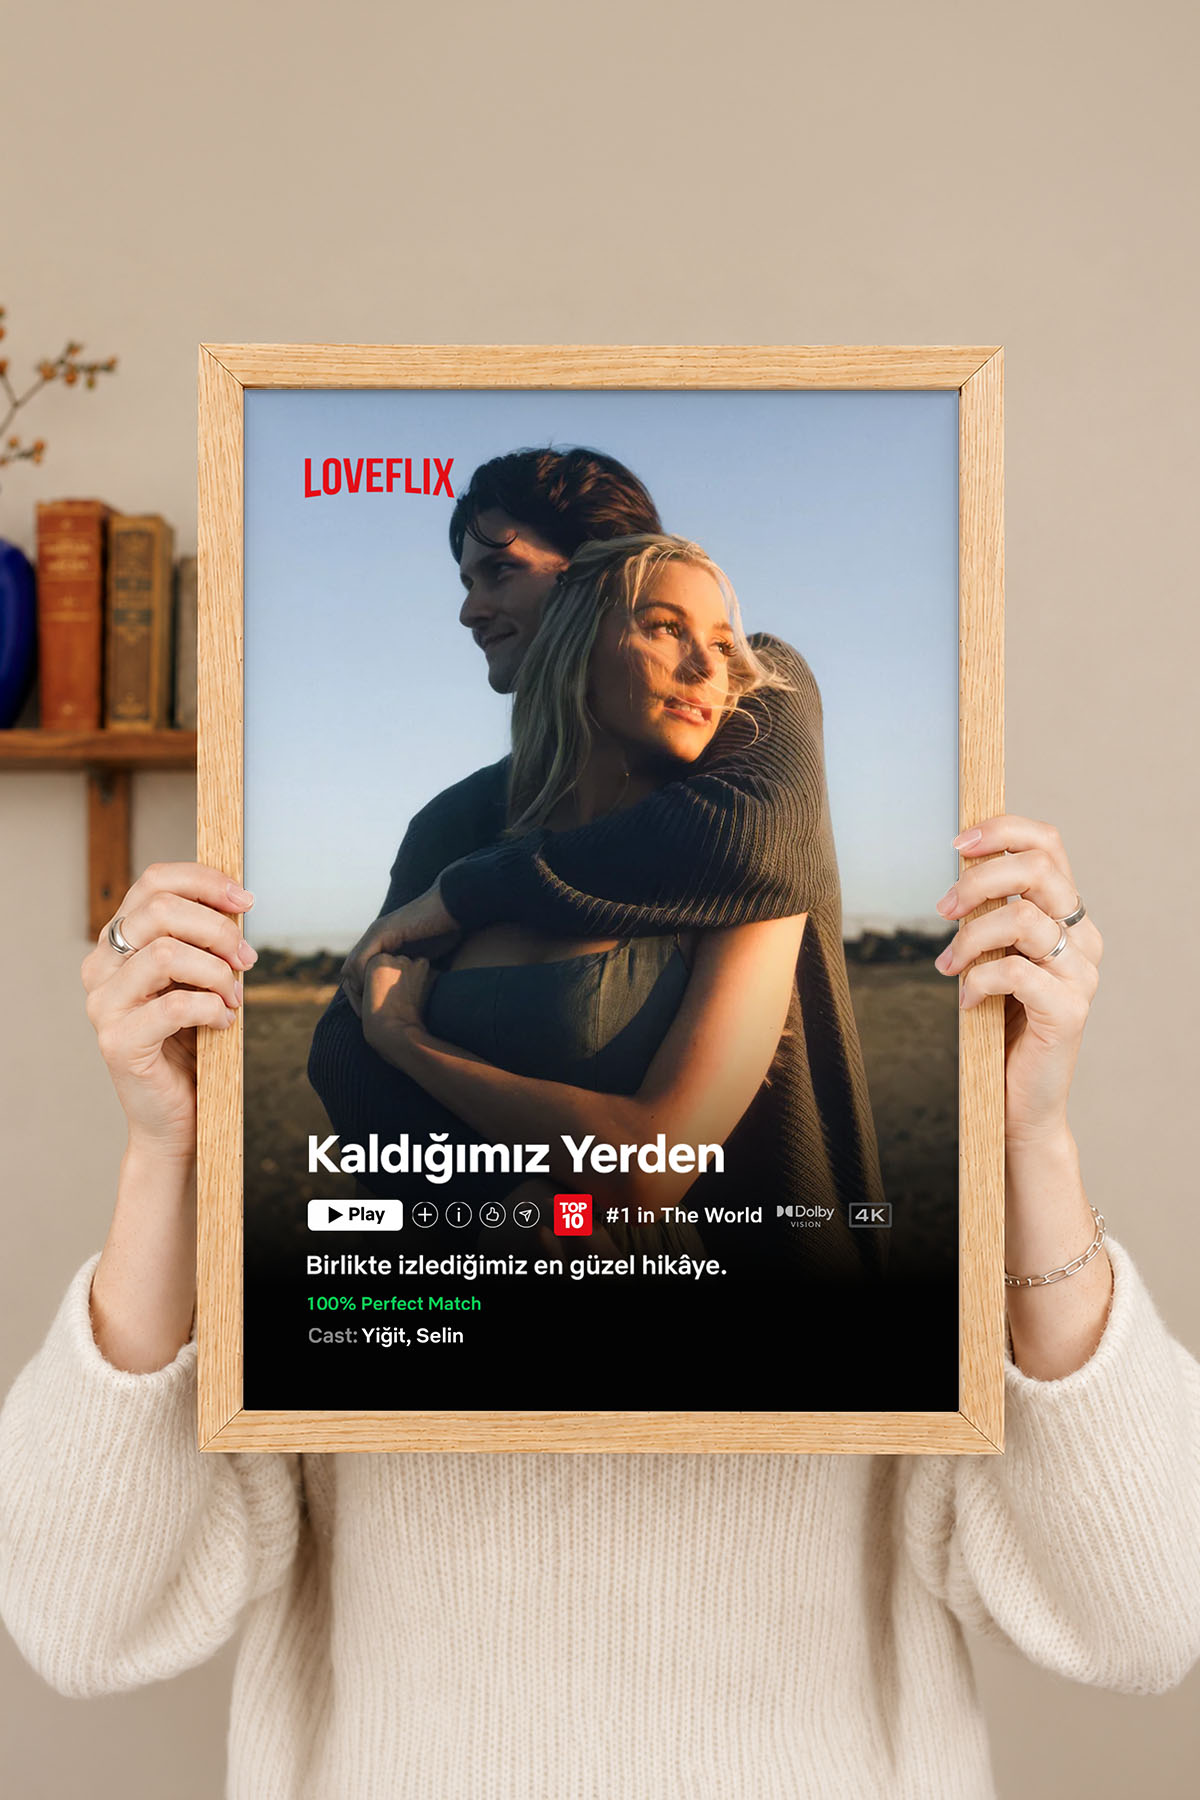 LOVEFLIX
Kaldığımız Yerden
Play TOP 10 #1 in The World Dolby VISION 4K
Birlikte izlediğimiz en güzel hikâye.
100% Perfect Match
Cast: Yiğit, Selin